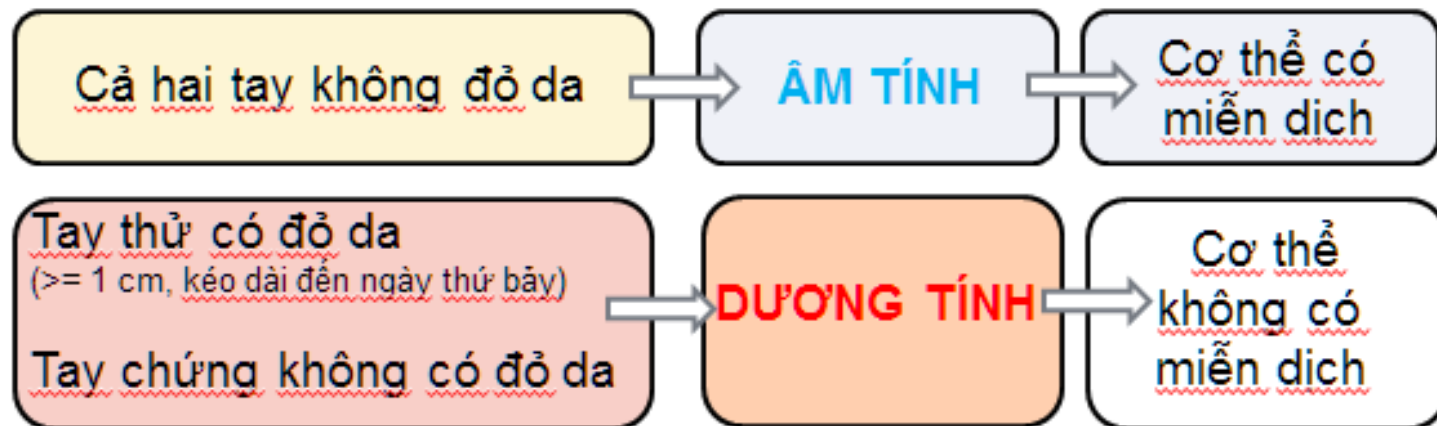 Cả hai tay không đỏ da
ÂM TÍNH
Cơ thể có
miễn dịch
Tay thử có đỏ da
(>= 1 cm, kéo dài đến ngày thứ bảy)
Tay chứng không có đỏ da
DƯƠNG TÍNH
Cơ thể
không có
miễn dịch